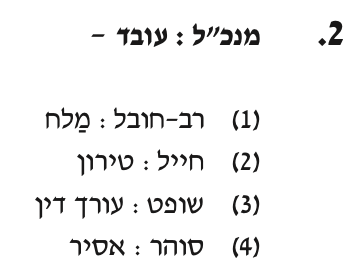 2. מנכ"ל : עובד –
(1) רב-חובל : מַלח
(2) חייל : טירון
(3) שופט : עורך דין
(4) סוהר : אסיר